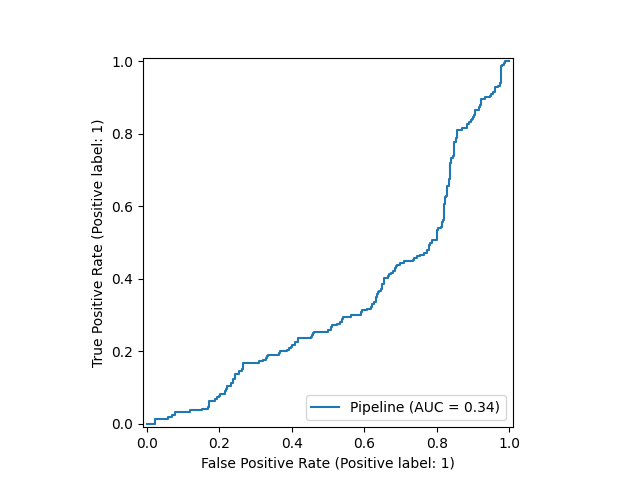 1.0
0.8
0.6
0.4
0.2
0.0
True Positive Rate (Positive label: 1)
Pipeline (AUC = 0.34)
0.0 0.2 0.4 0.6 0.8 1.0
False Positive Rate (Positive label: 1)